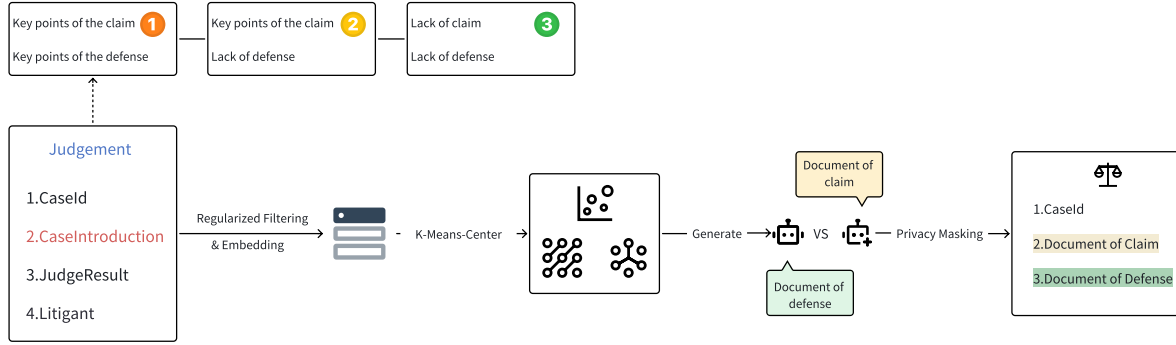 Key points of the claim
1
Key points of the defense
Key points of the claim
2
Lack of defense
Lack of claim
3
Lack of defense
Judgement
1.CaseId
2.CaseIntroduction
3.JudgeResult
4.Litigant
Regularized Filtering
& Embedding
K-Means-Center
Generate
Document of
claim
VS
Document of
defense
Privacy Masking
1.CaseId
2.Document of Claim
3.Document of Defense